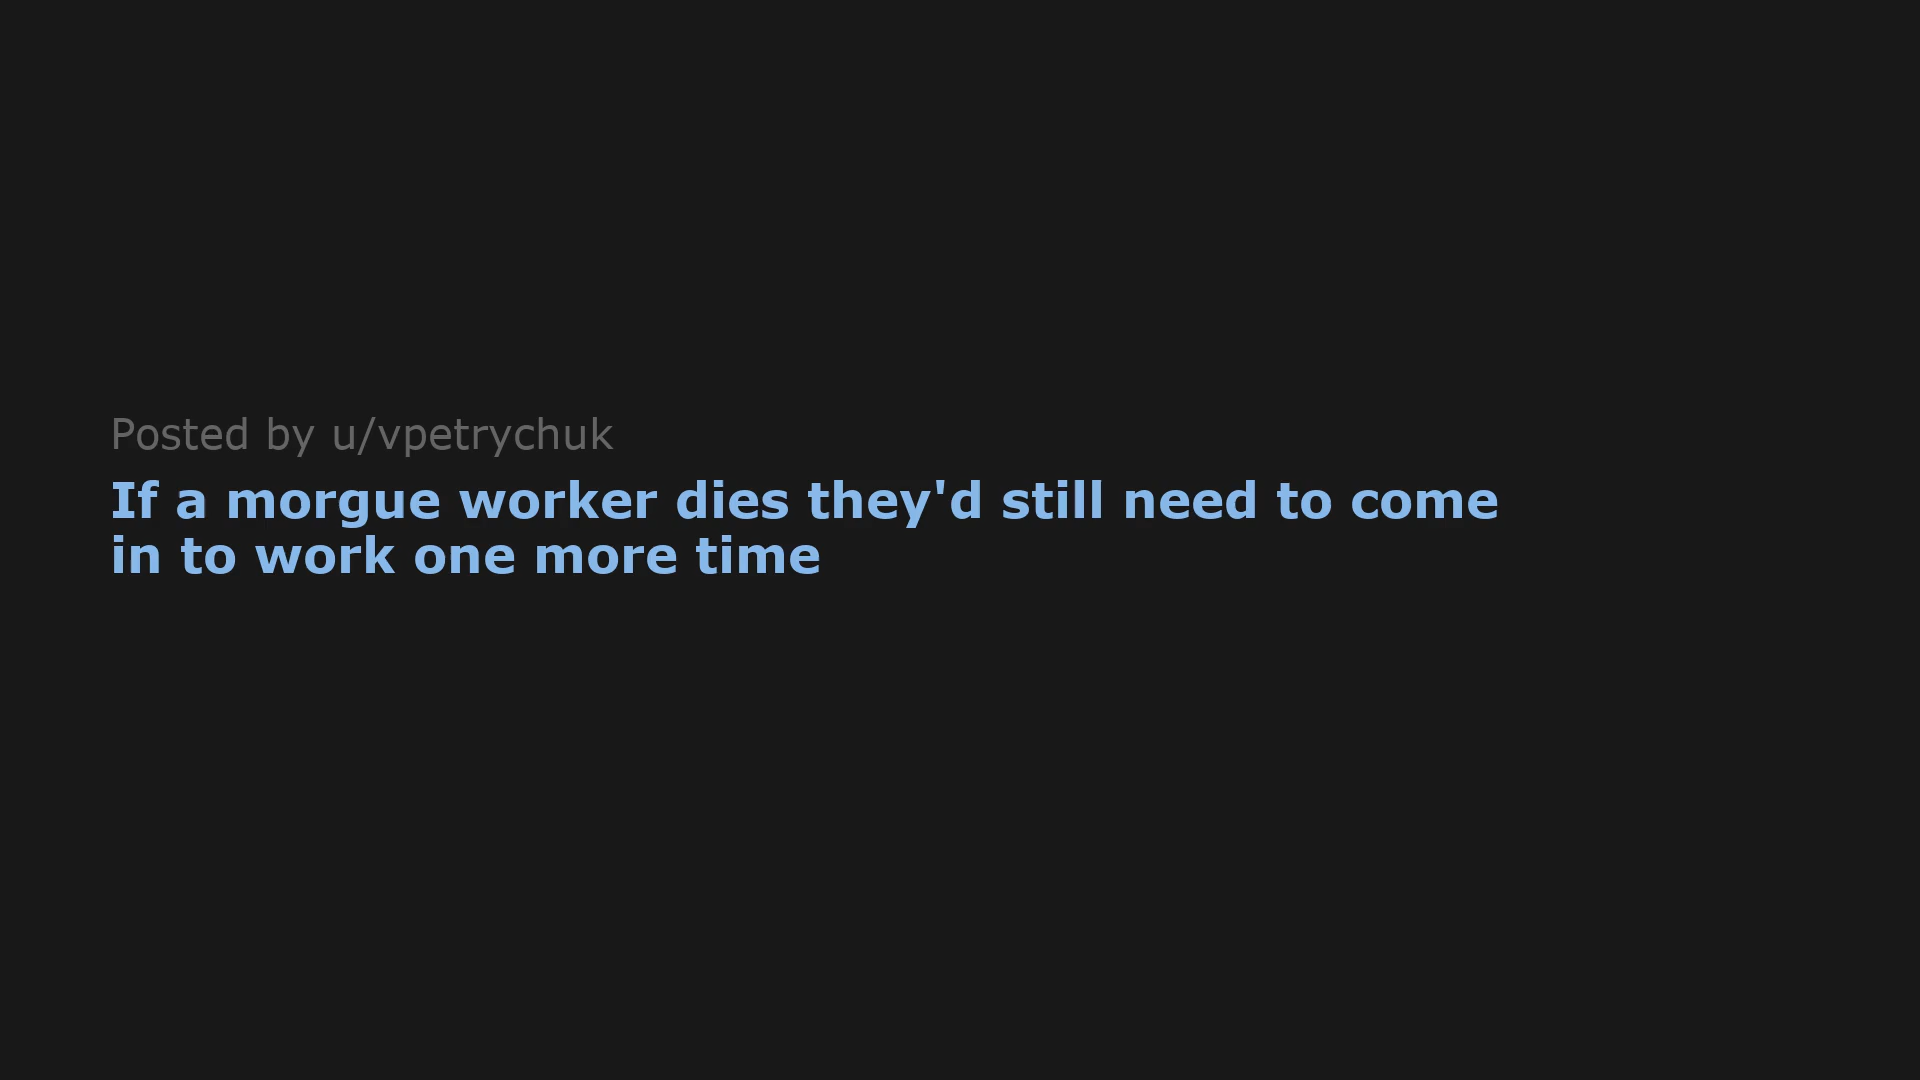 Posted by u/vpetrychuk
If a morgue worker dies they'd still need to come
in to work one more time